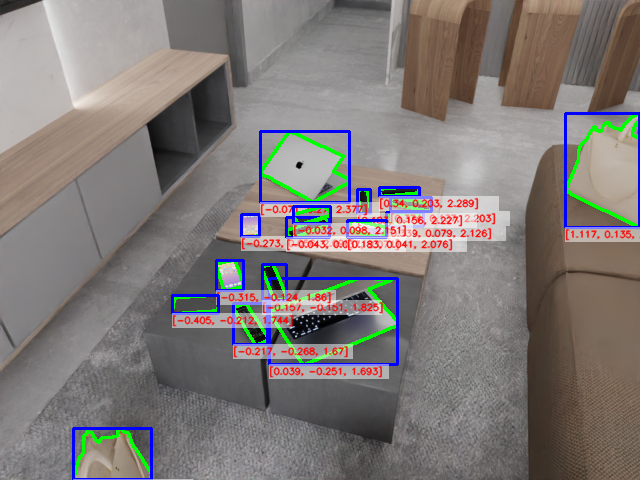 [0.34, 0.203, 2.289]
2.377]
0.166, 2.227]
2.203]
[-0.032, 0.098, 2.151]
0.079, 2.126]
[-0.273,
[-0.043,
[0.183, 0.041, 2.076]
[1.117, 0.135,
[-0.315, -0.124, 1.86]
[-0.157, -0.161, 1.825]
[-0.405, -0.212, 1.744]
[-0.217, -0.268, 1.67]
[0.039, -0.251, 1.693]